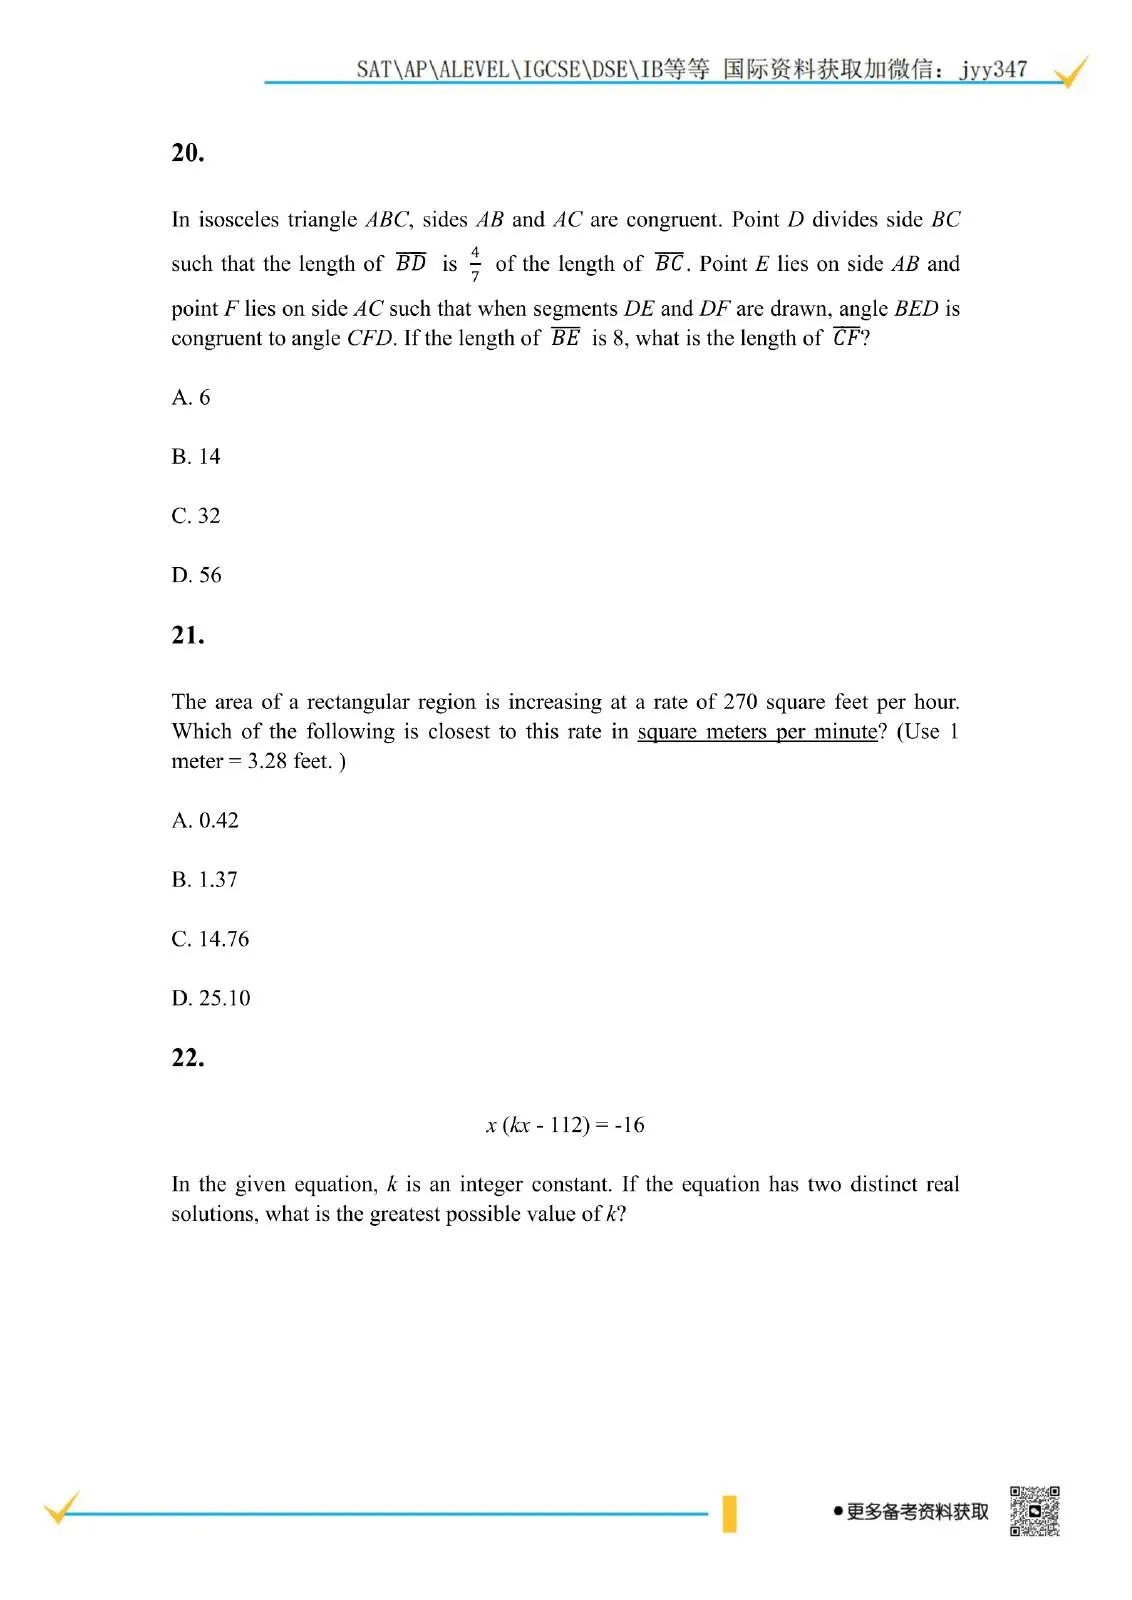 SAT\AP\ALEVEL\IGCSE\DSE\IB等等 国际资料获取加微信：jyy347
20.
In isosceles triangle ABC, sides AB and AC are congruent. Point D divides side BC
such that the length of BD is 4/7 of the length of BC. Point E lies on side AB and
point F lies on side AC such that when segments DE and DF are drawn, angle BED is
congruent to angle CFD. If the length of BE is 8, what is the length of CF?
A. 6
B. 14
C. 32
D. 56
21.
The area of a rectangular region is increasing at a rate of 270 square feet per hour.
Which of the following is closest to this rate in square meters per minute? (Use 1
meter = 3.28 feet. )
A. 0.42
B. 1.37
C. 14.76
D. 25.10
22.
x (kx - 112) = -16
In the given equation, k is an integer constant. If the equation has two distinct real
solutions, what is the greatest possible value of k?
●更多备考资料获取